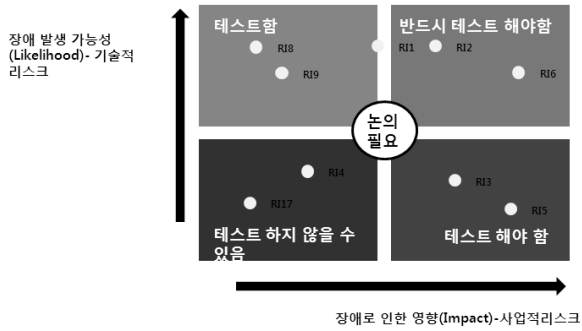 장애 발생 가능성
(Likelihood)- 기술적
리스크
테스트함
반드시 테스트 해야함
RI8
RI1
RI2
RI9
RI6
논의
필요
RI4
RI3
RI17
RI5
테스트 하지 않을 수
있음
테스트 해야 함
장애로 인한 영향(Impact)-사업적리스크